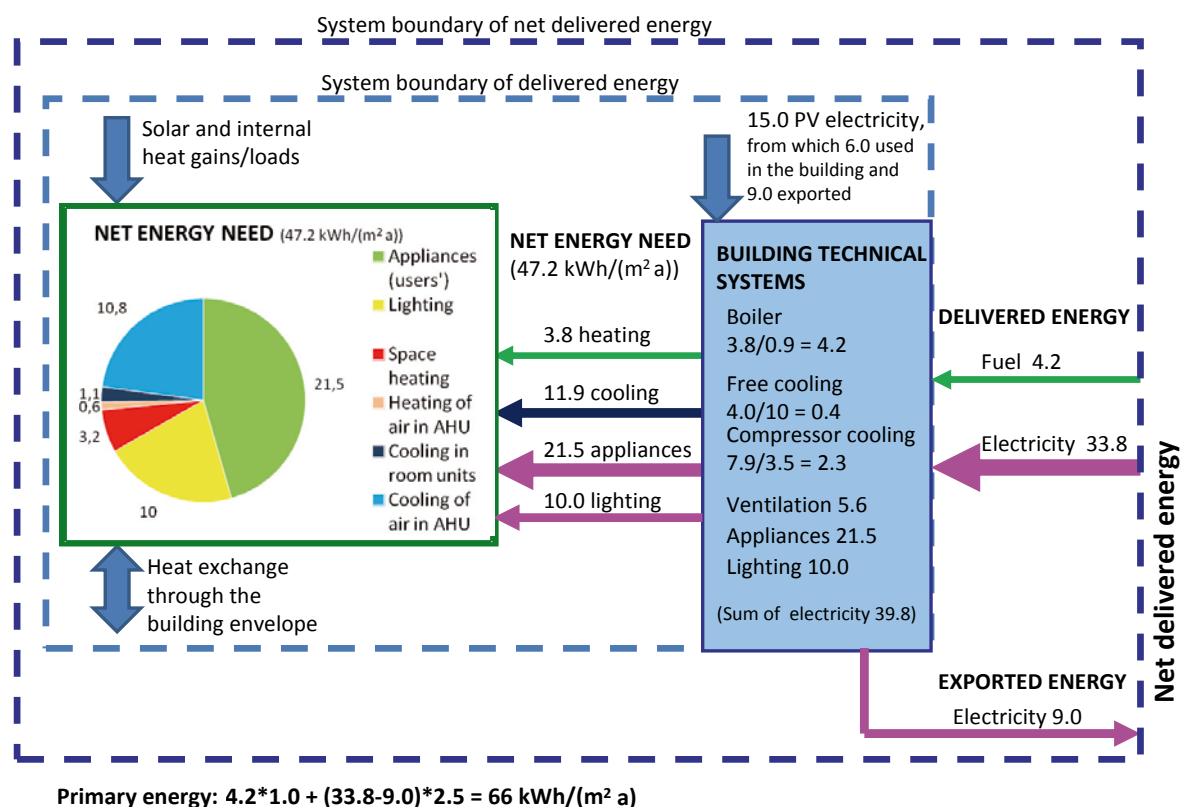 System boundary of net delivered energy
System boundary of delivered energy
Solar and internal
heat gains/loads
15.0 PV electricity,
from which 6.0 used
in the building and
9.0 exported
NET ENERGY NEED (47.2 kWh/(m² a))
Appliances
(users')
Lighting
Space
heating
Heating of
air in AHU
Cooling in
room units
Cooling of
air in AHU
10,8
1,1
0,6
3,2
10
21,5
NET ENERGY NEED
(47.2 kWh/(m² a))
3.8 heating
11.9 cooling
21.5 appliances
10.0 lighting
BUILDING TECHNICAL
SYSTEMS
Boiler
3.8/0.9 = 4.2
Free cooling
4.0/10 = 0.4
Compressor cooling
7.9/3.5 = 2.3
Ventilation 5.6
Appliances 21.5
Lighting 10.0
(Sum of electricity 39.8)
DELIVERED ENERGY
Fuel 4.2
Electricity 33.8
Net delivered energy
Heat exchange
through the
building envelope
EXPORTED ENERGY
Electricity 9.0
Primary energy: 4.2*1.0 + (33.8-9.0)*2.5 = 66 kWh/(m² a)